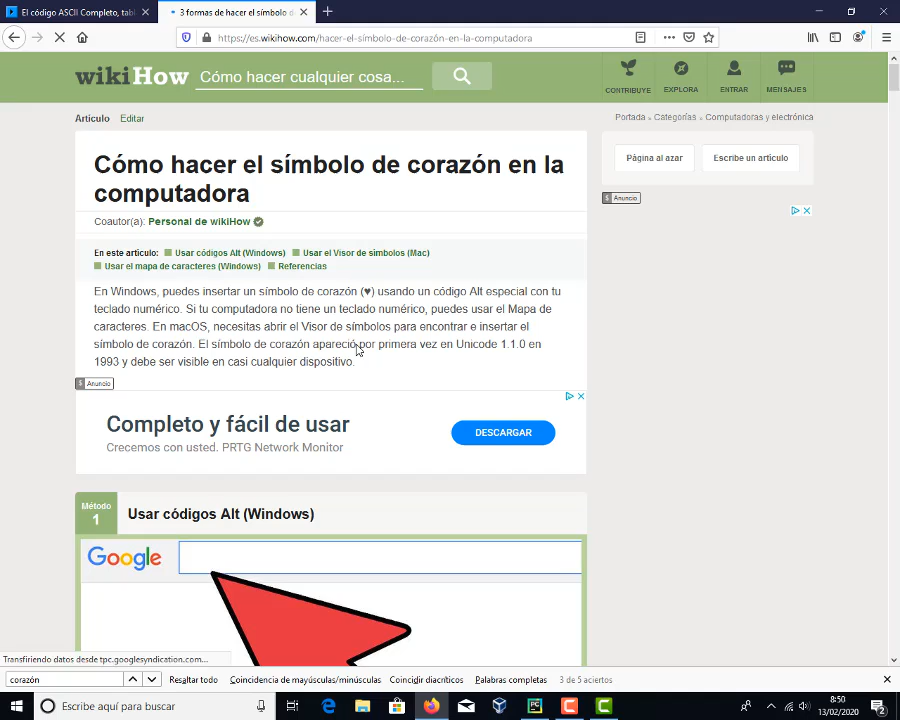 El código ASCII Completo, tabl
3 formas de hacer el símbolo d
https://es.wikihow.com/hacer-el-símbolo-de-corazón-en-la-computadora
wikiHow
Cómo hacer cualquier cosa...
CONTRIBUYE
EXPLORA
ENTRAR
MENSAJES
Artículo
Editar
Portada » Categorías » Computadoras y electrónica
Cómo hacer el símbolo de corazón en la
computadora
Página al azar
Escribe un artículo
$ Anuncio
Coautor(a): Personal de wikiHow
En este artículo: Usar códigos Alt (Windows) Usar el Visor de símbolos (Mac)
Usar el mapa de caracteres (Windows) Referencias
En Windows, puedes insertar un símbolo de corazón (♥) usando un código Alt especial con tu
teclado numérico. Si tu computadora no tiene un teclado numérico, puedes usar el Mapa de
caracteres. En macOS, necesitas abrir el Visor de símbolos para encontrar e insertar el
símbolo de corazón. El símbolo de corazón apareció por primera vez en Unicode 1.1.0 en
1993 y debe ser visible en casi cualquier dispositivo.
$ Anuncio
Completo y fácil de usar
Crecemos con usted. PRTG Network Monitor
DESCARGAR
Método
1
Usar códigos Alt (Windows)
Google
Transfiriendo datos desde tpc.googlesyndication.com...
corazón
Resaltar todo
Coincidencia de mayúsculas/minúsculas
Coincidir diacríticos
Palabras completas
3 de 5 aciertos
Escribe aquí para buscar
PC
C
C
8:50
13/02/2020
2